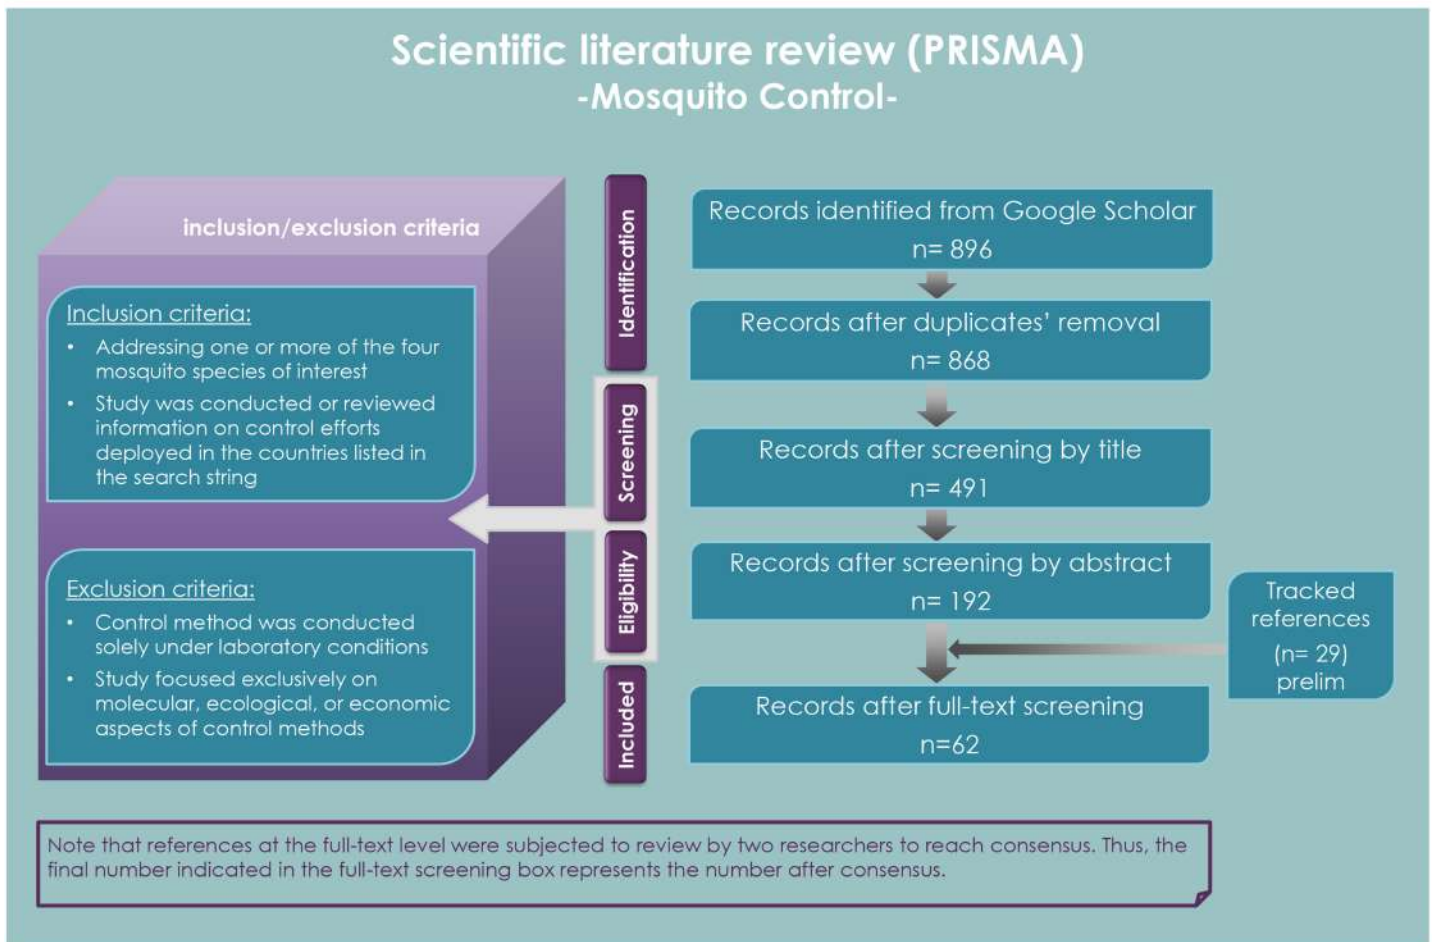 Scientific literature review (PRISMA)
-Mosquito Control-
inclusion/exclusion criteria
Inclusion criteria:
• Addressing one or more of the four
mosquito species of interest
• Study was conducted or reviewed
information on control efforts
deployed in the countries listed in
the search string
Exclusion criteria:
• Control method was conducted
solely under laboratory conditions
• Study focused exclusively on
molecular, ecological, or economic
aspects of control methods
Identification
Screening
Eligibility
Included
Records identified from Google Scholar
n= 896
Records after duplicates' removal
n= 868
Records after screening by title
n= 491
Records after screening by abstract
n= 192
Tracked
references
(n= 29)
prelim
Records after full-text screening
n=62
Note that references at the full-text level were subjected to review by two researchers to reach consensus. Thus, the
final number indicated in the full-text screening box represents the number after consensus.